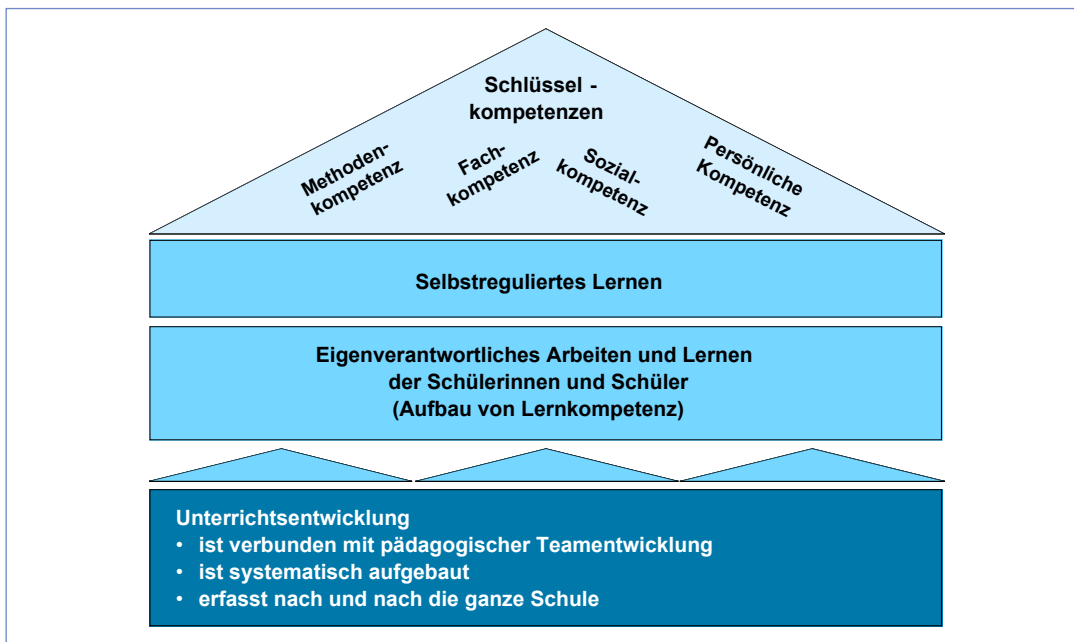 Schlüssel -
kompetenzen
Methoden-
kompetenz
Fach-
kompetenz
Sozial-
kompetenz
Persönliche
Kompetenz
Selbstreguliertes Lernen
Eigenverantwortliches Arbeiten und Lernen
der Schülerinnen und Schüler
(Aufbau von Lernkompetenz)
Unterrichtsentwicklung
• ist verbunden mit pädagogischer Teamentwicklung
• ist systematisch aufgebaut
• erfasst nach und nach die ganze Schule